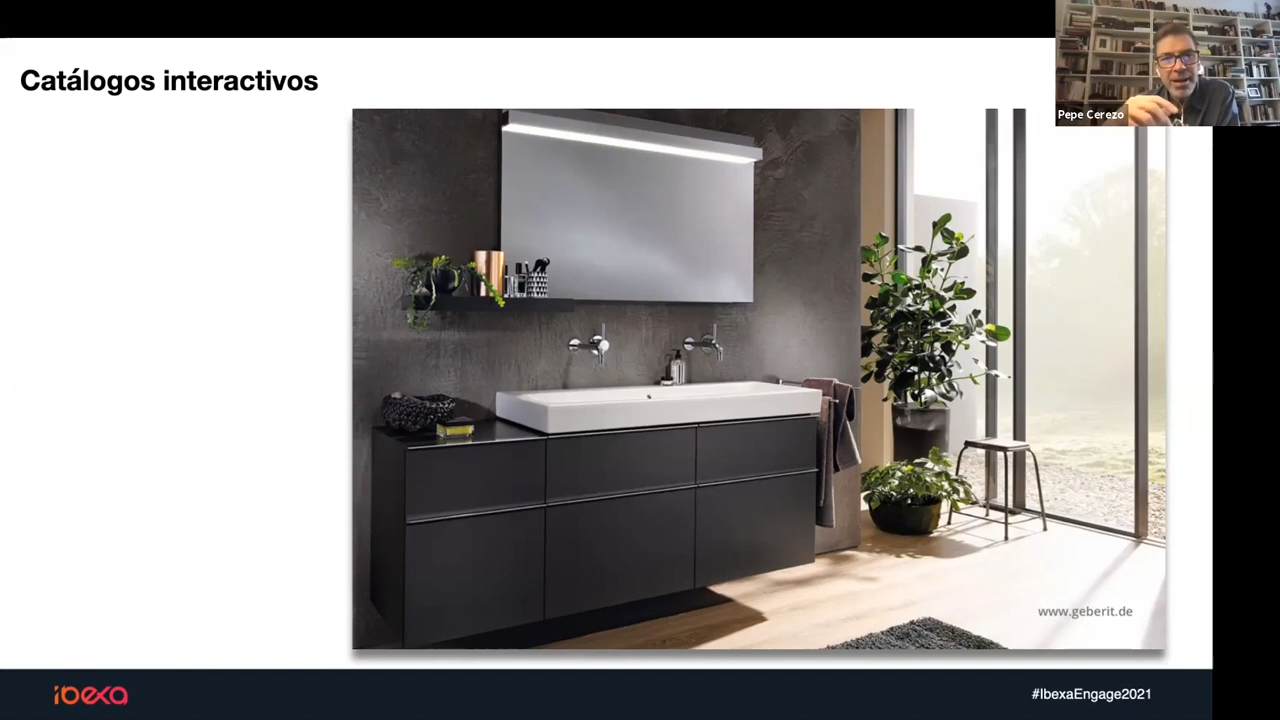 Catálogos interactivos
Pepe Cerezo
www.geberit.de
ibexa
#IbexaEngage2021